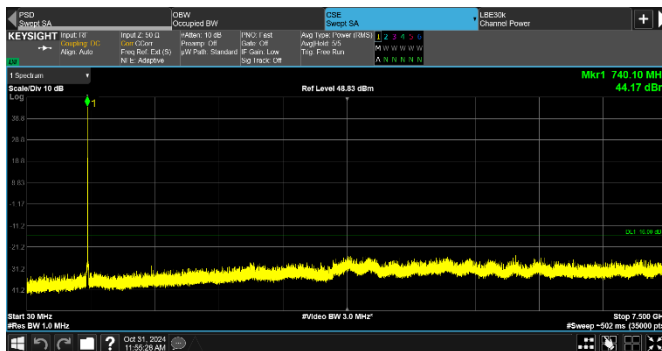 PSD
Swept SA
OBW
Occupied BW
CSE
Swept SA
LBE30k
Channel Power
KEYSIGHT
Input: RF
Coupling: DC
Align: Auto
Input Z: 50 Ω
Corr CCorr
Freq Ref: Ext (S)
NFE: Adaptive
#Atten: 10 dB
Preamp: Off
µW Path: Standard
PNO: Fast
Gate: Off
IF Gain: Low
Sig Track: Off
Avg Type: Power (RMS)
Avg|Hold: 5/5
Trig: Free Run
1 2 3 4 5 6
M W W W W W
A N N N N N
1 Spectrum
Scale/Div 10 dB
Ref Level 48.83 dBm
Mkr1 740.10 MH
44.17 dBr
Log
1
38.8
28.8
18.8
8.83
-1.17
-11.2
-21.2
-31.2
-41.2
Start 30 MHz
#Video BW 3.0 MHz*
Stop 7.500 GH
#Res BW 1.0 MHz
#Sweep ~502 ms (35000 pts
Oct 31, 2024
11:55:28 AM